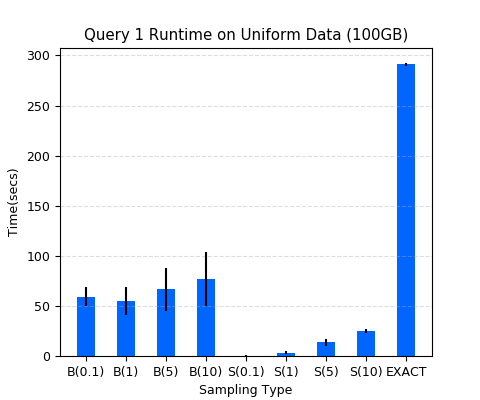 Query 1 Runtime on Uniform Data (100GB)
300
250
200
150
100
50
0
Time(secs)
B(0.1) B(1) B(5) B(10) S(0.1) S(1) S(5) S(10) EXACT
Sampling Type